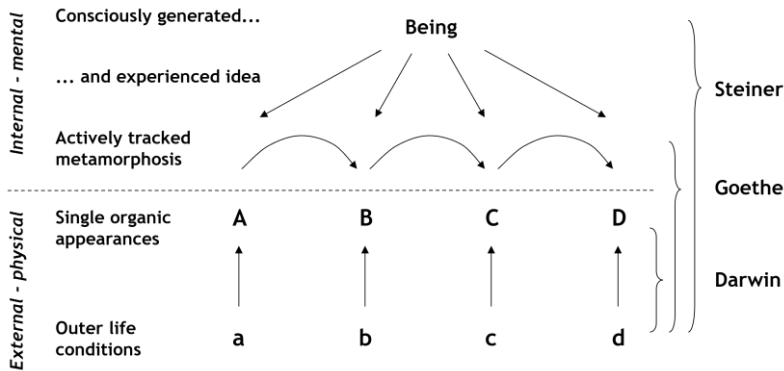 Internal - mental
Consciously generated...
Being
... and experienced idea
Steiner
Actively tracked
metamorphosis
Goethe
External - physical
Single organic
appearances
A B C D
Darwin
Outer life
conditions
a b c d